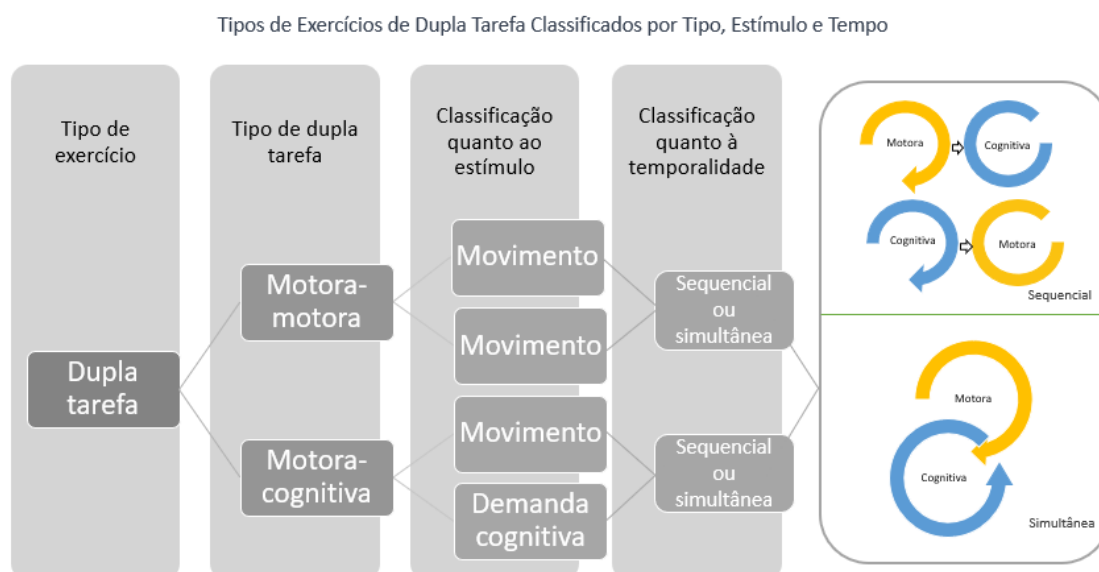 Tipos de Exercícios de Dupla Tarefa Classificados por Tipo, Estímulo e Tempo
Tipo de
exercício
Tipo de dupla
tarefa
Classificação
quanto ao
estímulo
Classificação
quanto à
temporalidade
Dupla
tarefa
Motora-
motora
Motora-
cognitiva
Movimento
Movimento
Movimento
Demanda
cognitiva
Sequencial
ou
simultânea
Sequencial
ou
simultânea
Motora
Cognitiva
Cognitiva
Motora
Sequencial
Motora
Cognitiva
Simultânea